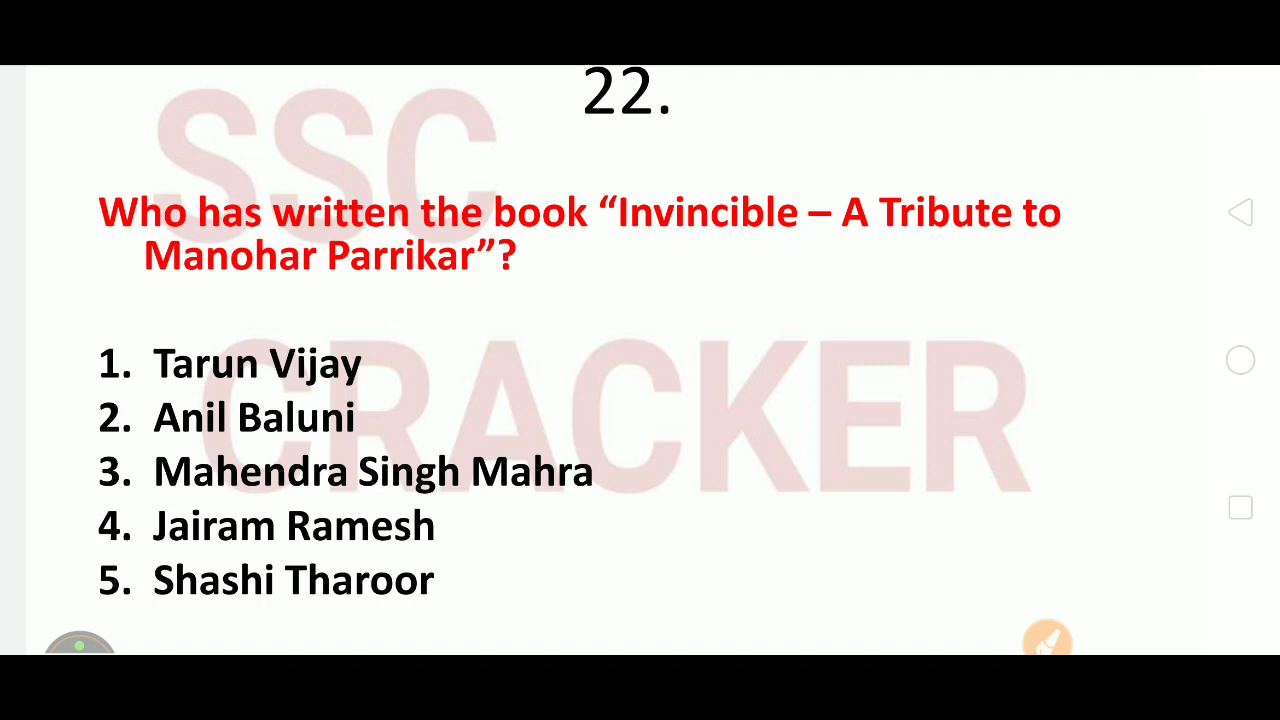 22.
SSC
Who has written the book “Invincible – A Tribute to
Manohar Parrikar”?
CRACKER
1. Tarun Vijay
2. Anil Baluni
3. Mahendra Singh Mahra
4. Jairam Ramesh
5. Shashi Tharoor